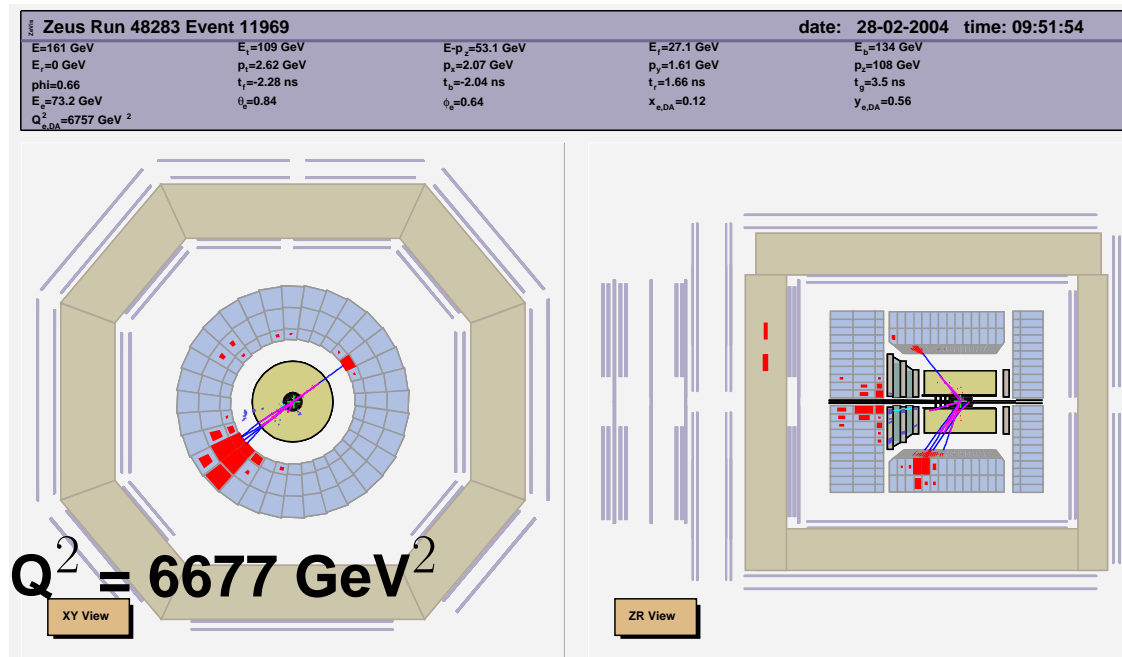 Zeus Run 48283 Event 11969 date: 28-02-2004 time: 09:51:54
E=161 GeV E_t=109 GeV E-p_z=53.1 GeV E_f=27.1 GeV E_b=134 GeV
E_r=0 GeV p_t=2.62 GeV p_x=2.07 GeV p_y=1.61 GeV p_z=108 GeV
phi=0.66 t_f=-2.28 ns t_b=-2.04 ns t_r=1.66 ns t_g=3.5 ns
E_e=73.2 GeV θ_e=0.84 ϕ_e=0.64 x_e,DA=0.12 y_e,DA=0.56
Q²_e,DA=6757 GeV ²
Q² = 6677 GeV²
XY View
ZR View